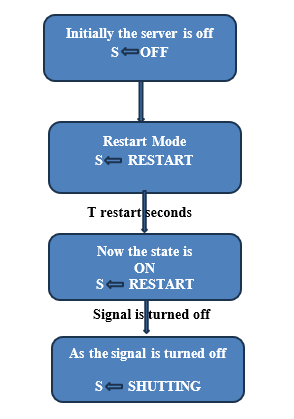 Initially the server is off
S⇐OFF
Restart Mode
S⇐ RESTART
T restart seconds
Now the state is
ON
S⇐ RESTART
Signal is turned off
As the signal is turned off
S⇐ SHUTTING